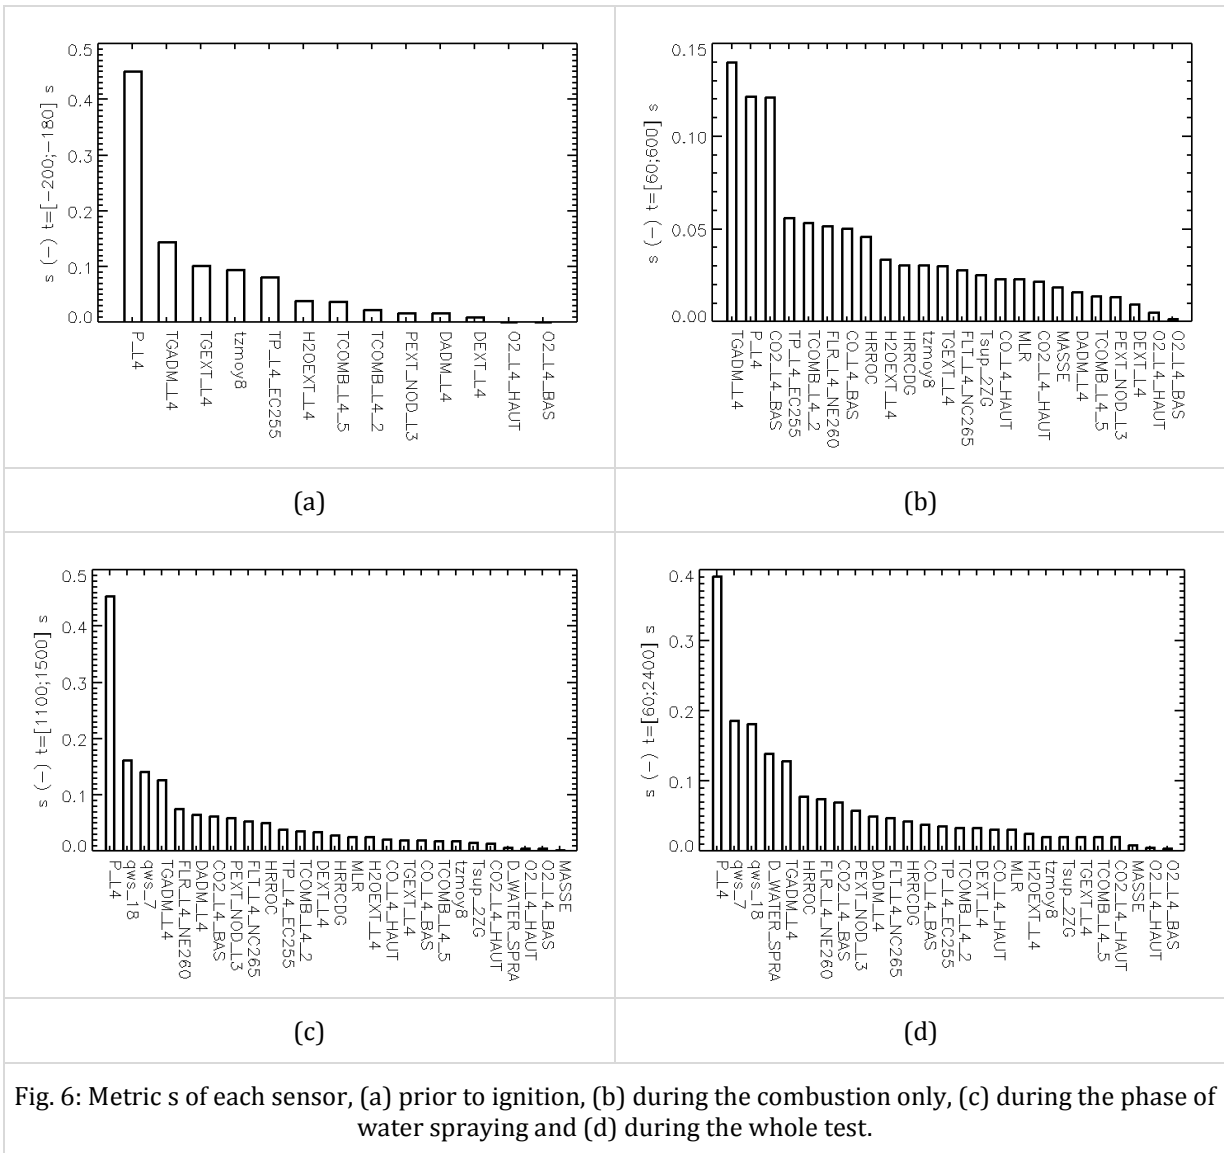 0.5
0.4
0.3
0.2
0.1
0.0
s (-) t=[-200;-180] s
P_L4
TGADM_L4
TGEXT_L4
tzmoy8
TP_L4_EC255
H2OEXT_L4
TCOMB_L4_5
TCOMB_L4_2
PEXT_NOD_L3
DADM_L4
DEXT_L4
O2_L4_HAUT
O2_L4_BAS
(a)
0.15
0.10
0.05
0.00
s (-) t=[60;600] s
TGADM_L4
P_L4
CO2_L4_BAS
TP_L4_EC255
TCOMB_L4_2
FLR_L4_NE260
CO_L4_BAS
HRROC
H2OEXT_L4
HRRCDG
tzmoy8
TGEXT_L4
FLT_L4_NC265
Tsup_2ZG
CO_L4_HAUT
MLR
CO2_L4_HAUT
MASSE
DADM_L4
TCOMB_L4_5
PEXT_NOD_L3
DEXT_L4
O2_L4_HAUT
O2_L4_BAS
(b)
0.5
0.4
0.3
0.2
0.1
0.0
s (-) t=[1100;1500] s
P_L4
qws_18
qws_7
TGADM_L4
FLR_L4_NE260
DADM_L4
CO2_L4_BAS
PEXT_NOD_L3
FLT_L4_NC265
HRROC
TP_L4_EC255
TCOMB_L4_2
DEXT_L4
HRRCDG
MLR
H2OEXT_L4
CO_L4_HAUT
TGEXT_L4
CO_L4_BAS
TCOMB_L4_5
tzmoy8
Tsup_2ZG
CO2_L4_HAUT
D_WATER_SPRA
O2_L4_HAUT
O2_L4_BAS
MASSE
(c)
0.4
0.3
0.2
0.1
0.0
s (-) t=[60;2400] s
P_L4
qws_7
qws_18
D_WATER_SPRA
TGADM_L4
HRROC
FLR_L4_NE260
CO2_L4_BAS
PEXT_NOD_L3
DADM_L4
FLT_L4_NC265
HRRCDG
CO_L4_BAS
TP_L4_EC255
TCOMB_L4_2
DEXT_L4
CO_L4_HAUT
MLR
H2OEXT_L4
tzmoy8
Tsup_2ZG
TGEXT_L4
TCOMB_L4_5
CO2_L4_HAUT
MASSE
O2_L4_HAUT
O2_L4_BAS
(d)
Fig. 6: Metric s of each sensor, (a) prior to ignition, (b) during the combustion only, (c) during the phase of
water spraying and (d) during the whole test.